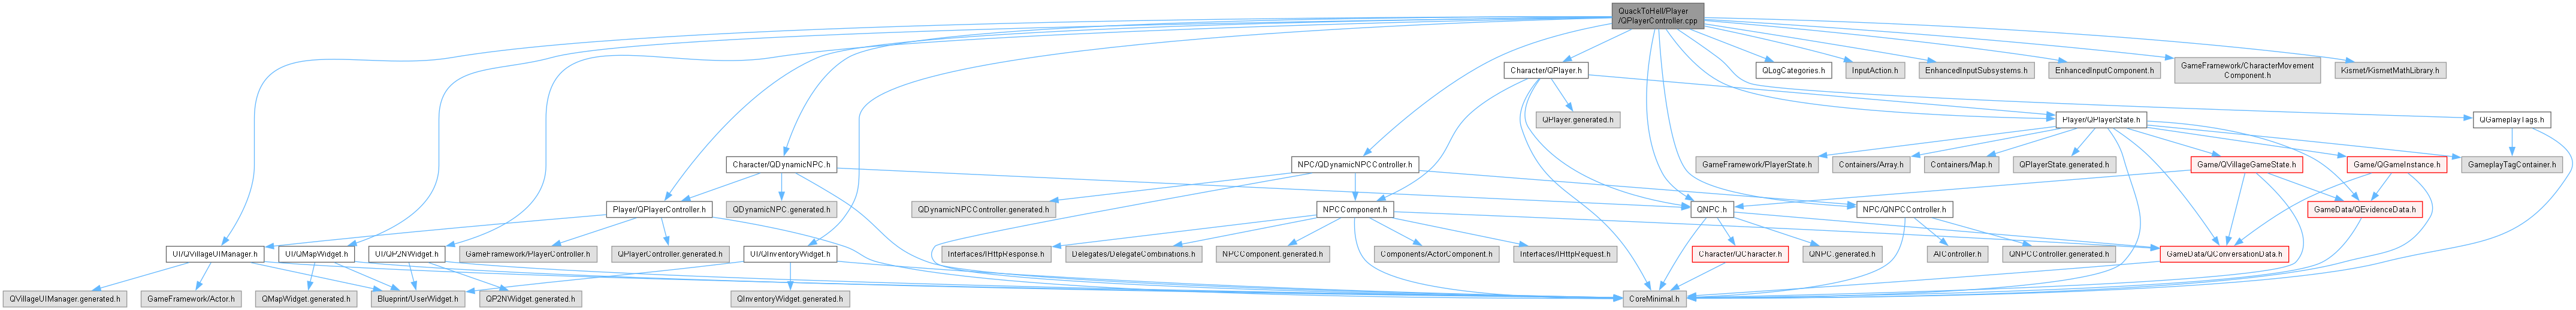 QuackToHell/Player
/QPlayerController.cpp
Character/QPlayer.h
QLogCategories.h
InputAction.h
EnhancedInputSubsystems.h
EnhancedInputComponent.h
GameFramework/CharacterMovement
Component.h
Kismet/KismetMathLibrary.h
QPlayer.generated.h
Player/QPlayerState.h
QGameplayTags.h
Character/QDynamicNPC.h
NPC/QDynamicNPCController.h
GameFramework/PlayerState.h
Containers/Array.h
Containers/Map.h
QPlayerState.generated.h
Game/QVillageGameState.h
Game/QGameInstance.h
GameplayTagContainer.h
Player/QPlayerController.h
QDynamicNPC.generated.h
QDynamicNPCController.generated.h
NPCComponent.h
QNPC.h
NPC/QNPCController.h
GameData/QEvidenceData.h
UI/QVillageUIManager.h
UI/QMapWidget.h
UI/QP2NWidget.h
GameFramework/PlayerController.h
QPlayerController.generated.h
UI/QInventoryWidget.h
Interfaces/IHttpResponse.h
Delegates/DelegateCombinations.h
NPCComponent.generated.h
Components/ActorComponent.h
Interfaces/IHttpRequest.h
Character/QCharacter.h
QNPC.generated.h
AIController.h
QNPCController.generated.h
GameData/QConversationData.h
QVillageUIManager.generated.h
GameFramework/Actor.h
QMapWidget.generated.h
Blueprint/UserWidget.h
QP2NWidget.generated.h
QInventoryWidget.generated.h
CoreMinimal.h